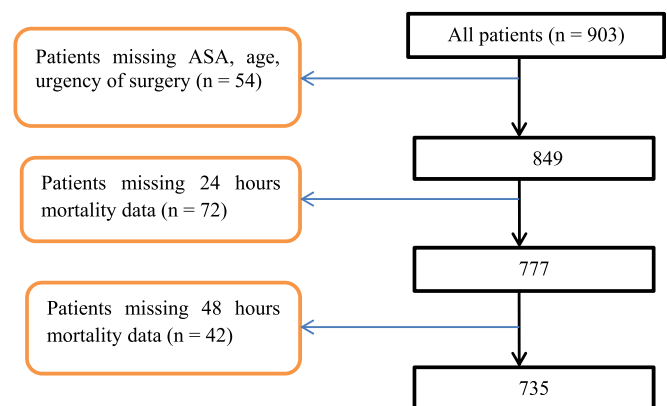 All patients (n = 903)
Patients missing ASA, age,
urgency of surgery (n = 54)
849
Patients missing 24 hours
mortality data (n = 72)
777
Patients missing 48 hours
mortality data (n = 42)
735